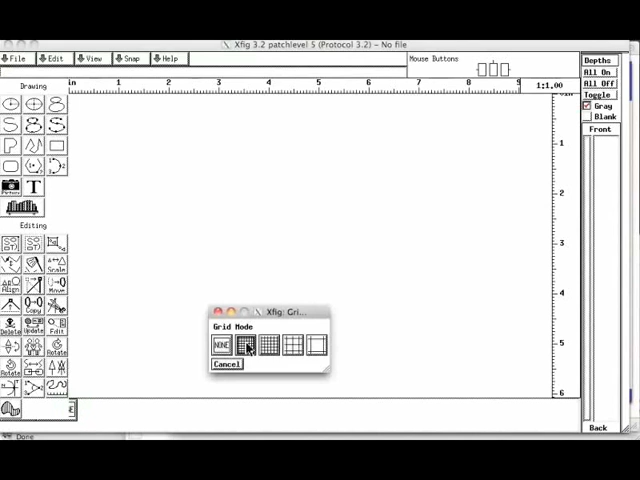 Xfig 3.2 patchlevel 5 (Protocol 3.2) – No file
File Edit View Snap Help
Mouse Buttons
Drawing
in 1 2 3 4 5 6 7 8 9
1:1.00
Depths
All On
All Off
Toggle
Gray
Blank
Front
1
2
3
4
5
6
T
Editing
Scale
Align
Move
Copy
Delete
Update
Edit
Rotate
Rotate
Xfig: Gri...
Grid Mode
NONE
Cancel
Back
Done